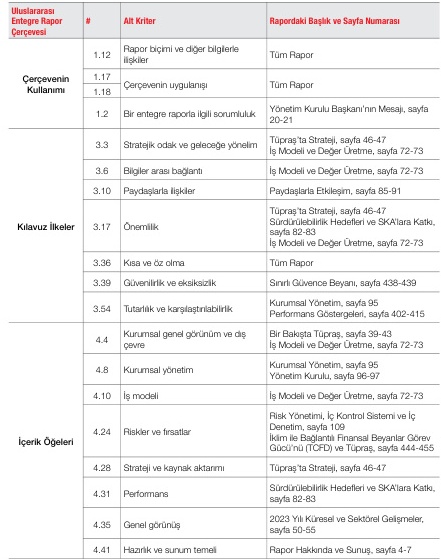 Uluslararası
Entegre Rapor
Çerçevesi
#
Alt Kriter
Rapordaki Başlık ve Sayfa Numarası
Çerçevenin
Kullanımı
1.12
Rapor biçimi ve diğer bilgilerle
ilişkiler
Tüm Rapor
1.17
1.18
Çerçevenin uygulanışı
Tüm Rapor
1.2
Bir entegre raporla ilgili sorumluluk
Yönetim Kurulu Başkanı'nın Mesajı, sayfa
20-21
Kılavuz İlkeler
3.3
Stratejik odak ve geleceğe yönelim
Tüpraş'ta Strateji, sayfa 46-47
İş Modeli ve Değer Üretme, sayfa 72-73
3.6
Bilgiler arası bağlantı
İş Modeli ve Değer Üretme, sayfa 72-73
3.10
Paydaşlarla ilişkiler
Paydaşlarla Etkileşim, sayfa 85-91
3.17
Önemlilik
Tüpraş'ta Strateji, sayfa 46-47
Sürdürülebilirlik Hedefleri ve SKA'lara Katkı,
sayfa 82-83
İş Modeli ve Değer Üretme, sayfa 72-73
3.36
Kısa ve öz olma
Tüm Rapor
3.39
Güvenilirlik ve eksiksizlik
Sınırlı Güvence Beyanı, sayfa 438-439
3.54
Tutarlılık ve karşılaştırılabilirlik
Kurumsal Yönetim, sayfa 95
Performans Göstergeleri, sayfa 402-415
İçerik Öğeleri
4.4
Kurumsal genel görünüm ve dış
çevre
Bir Bakışta Tüpraş, sayfa 39-43
İş Modeli ve Değer Üretme, sayfa 72-73
4.8
Kurumsal yönetim
Kurumsal Yönetim, sayfa 95
Yönetim Kurulu, sayfa 96-97
4.10
İş modeli
İş Modeli ve Değer Üretme, sayfa 72-73
4.24
Riskler ve fırsatlar
Risk Yönetimi, İç Kontrol Sistemi ve İç
Denetim, sayfa 109
İklim ile Bağlantılı Finansal Beyanlar Görev
Gücü'nü (TCFD) ve Tüpraş, sayfa 444-455
4.28
Strateji ve kaynak aktarımı
Tüpraş'ta Strateji, sayfa 46-47
4.31
Performans
Sürdürülebilirlik Hedefleri ve SKA'lara Katkı,
sayfa 82-83
4.35
Genel görünüş
2023 Yılı Küresel ve Sektörel Gelişmeler,
sayfa 50-55
4.41
Hazırlık ve sunum temeli
Rapor Hakkında ve Sunuş, sayfa 4-7